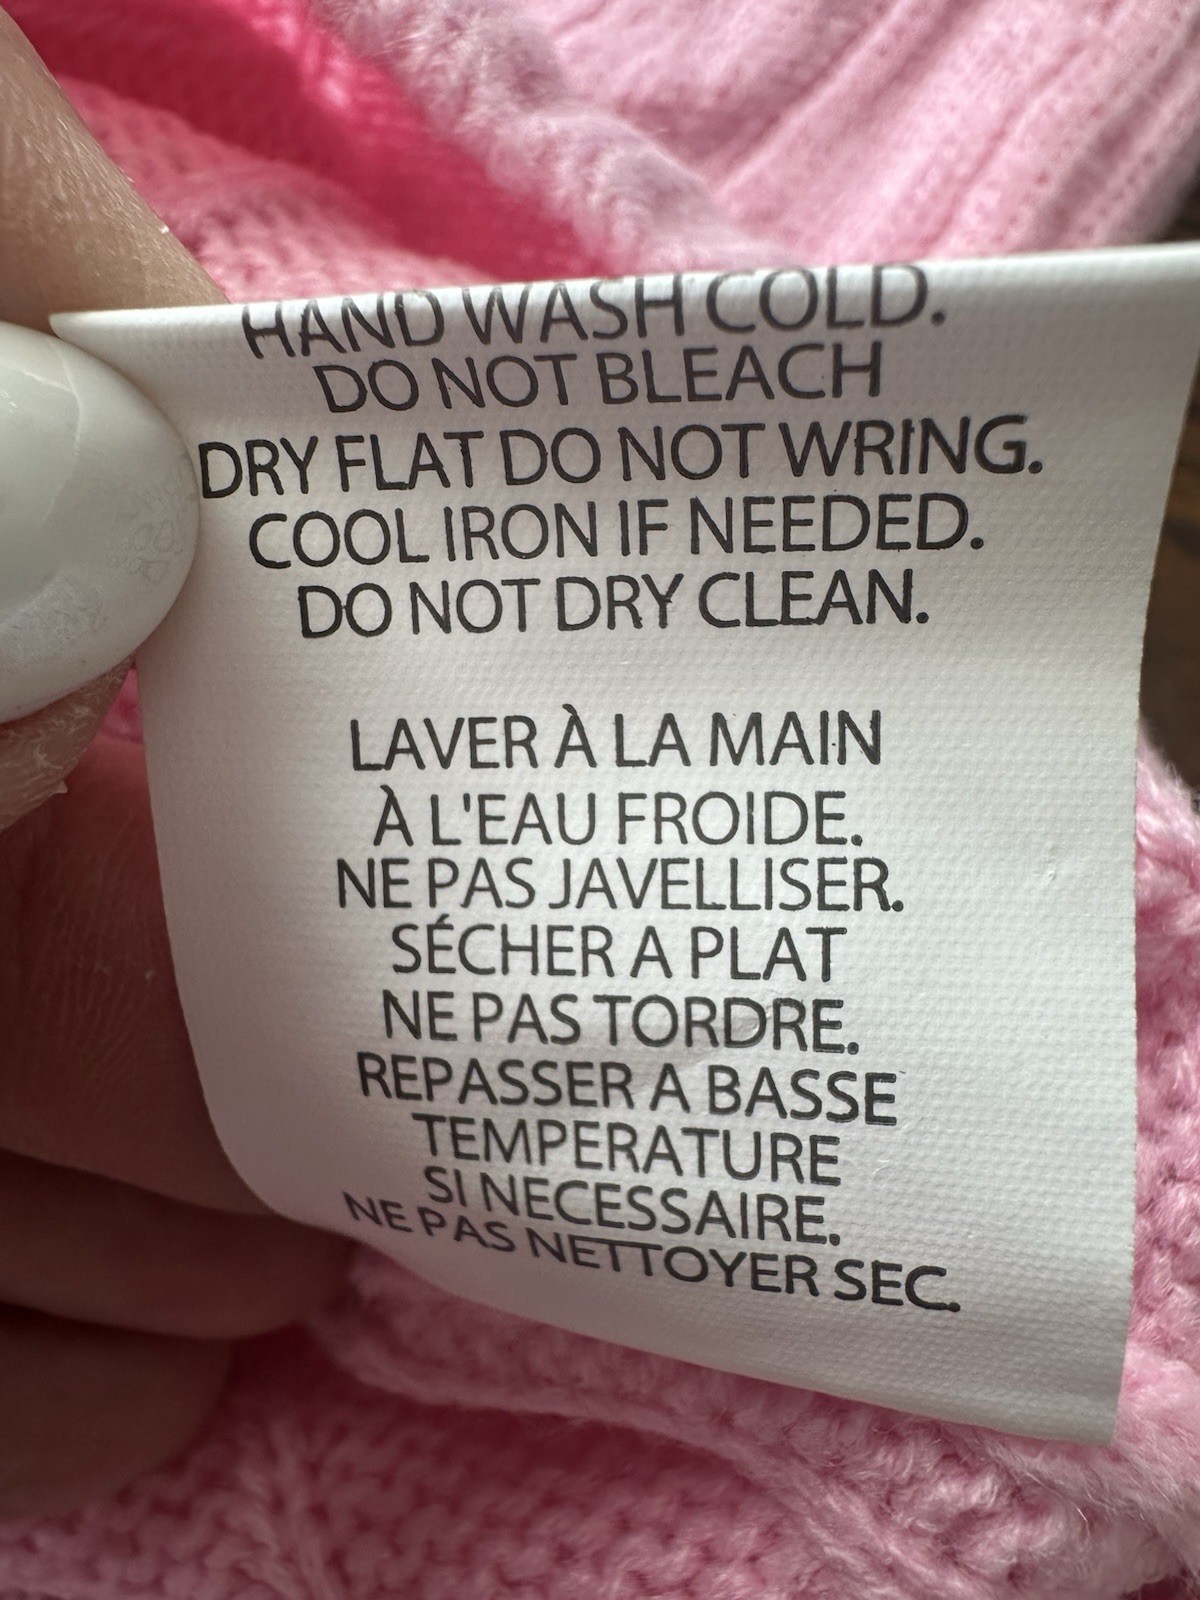 HAND WASH COLD.
DO NOT BLEACH
DRY FLAT DO NOT WRING.
COOL IRON IF NEEDED.
DO NOT DRY CLEAN.
LAVER À LA MAIN
À L'EAU FROIDE.
NE PAS JAVELLISER.
SÉCHER A PLAT
NE PAS TORDRE.
REPASSER A BASSE
TEMPERATURE
SI NECESSAIRE.
NE PAS NETTOYER SEC.